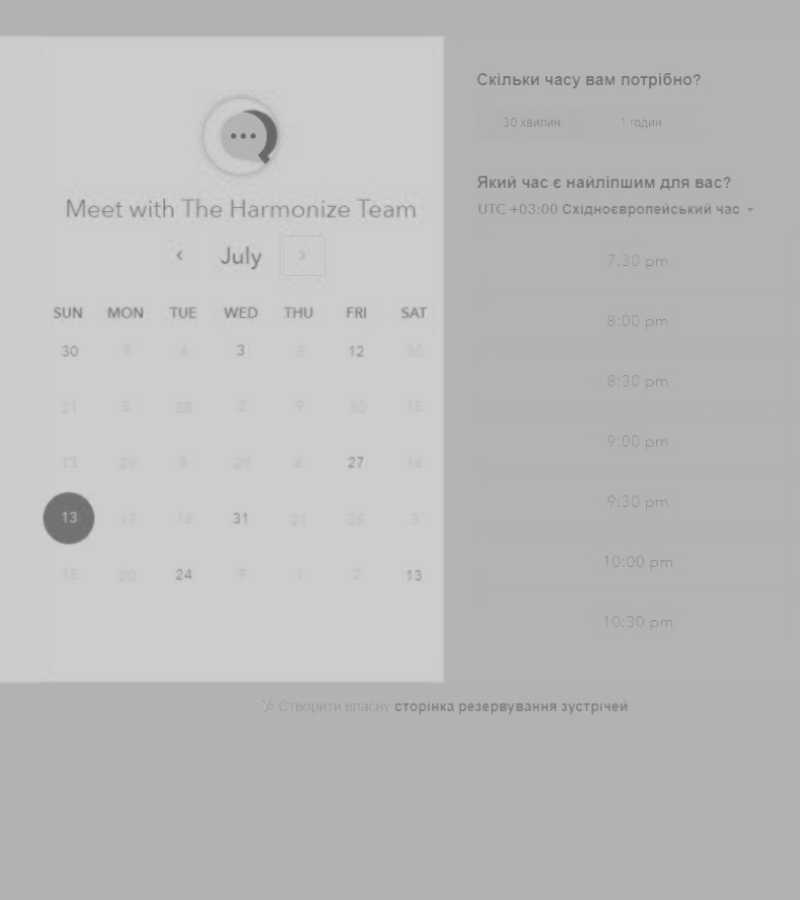 Meet with The Harmonize Team
July
SUN MON TUE WED THU FRI SAT
30 9 4 3 3 12 30
21 9 28 2 9 30 15
13 29 5 29 6 27 16
13 17 16 31 21 25 9
15 20 24 9 1 2 13
Скільки часу вам потрібно?
30 хвилин 1 годин
Який час є найліпшим для вас?
UTC +03:00 Східноєвропейський час
7:30 pm
8:00 pm
8:30 pm
9:00 pm
9:30 pm
10:00 pm
10:30 pm
Створити власну сторінка резервування зустрічей